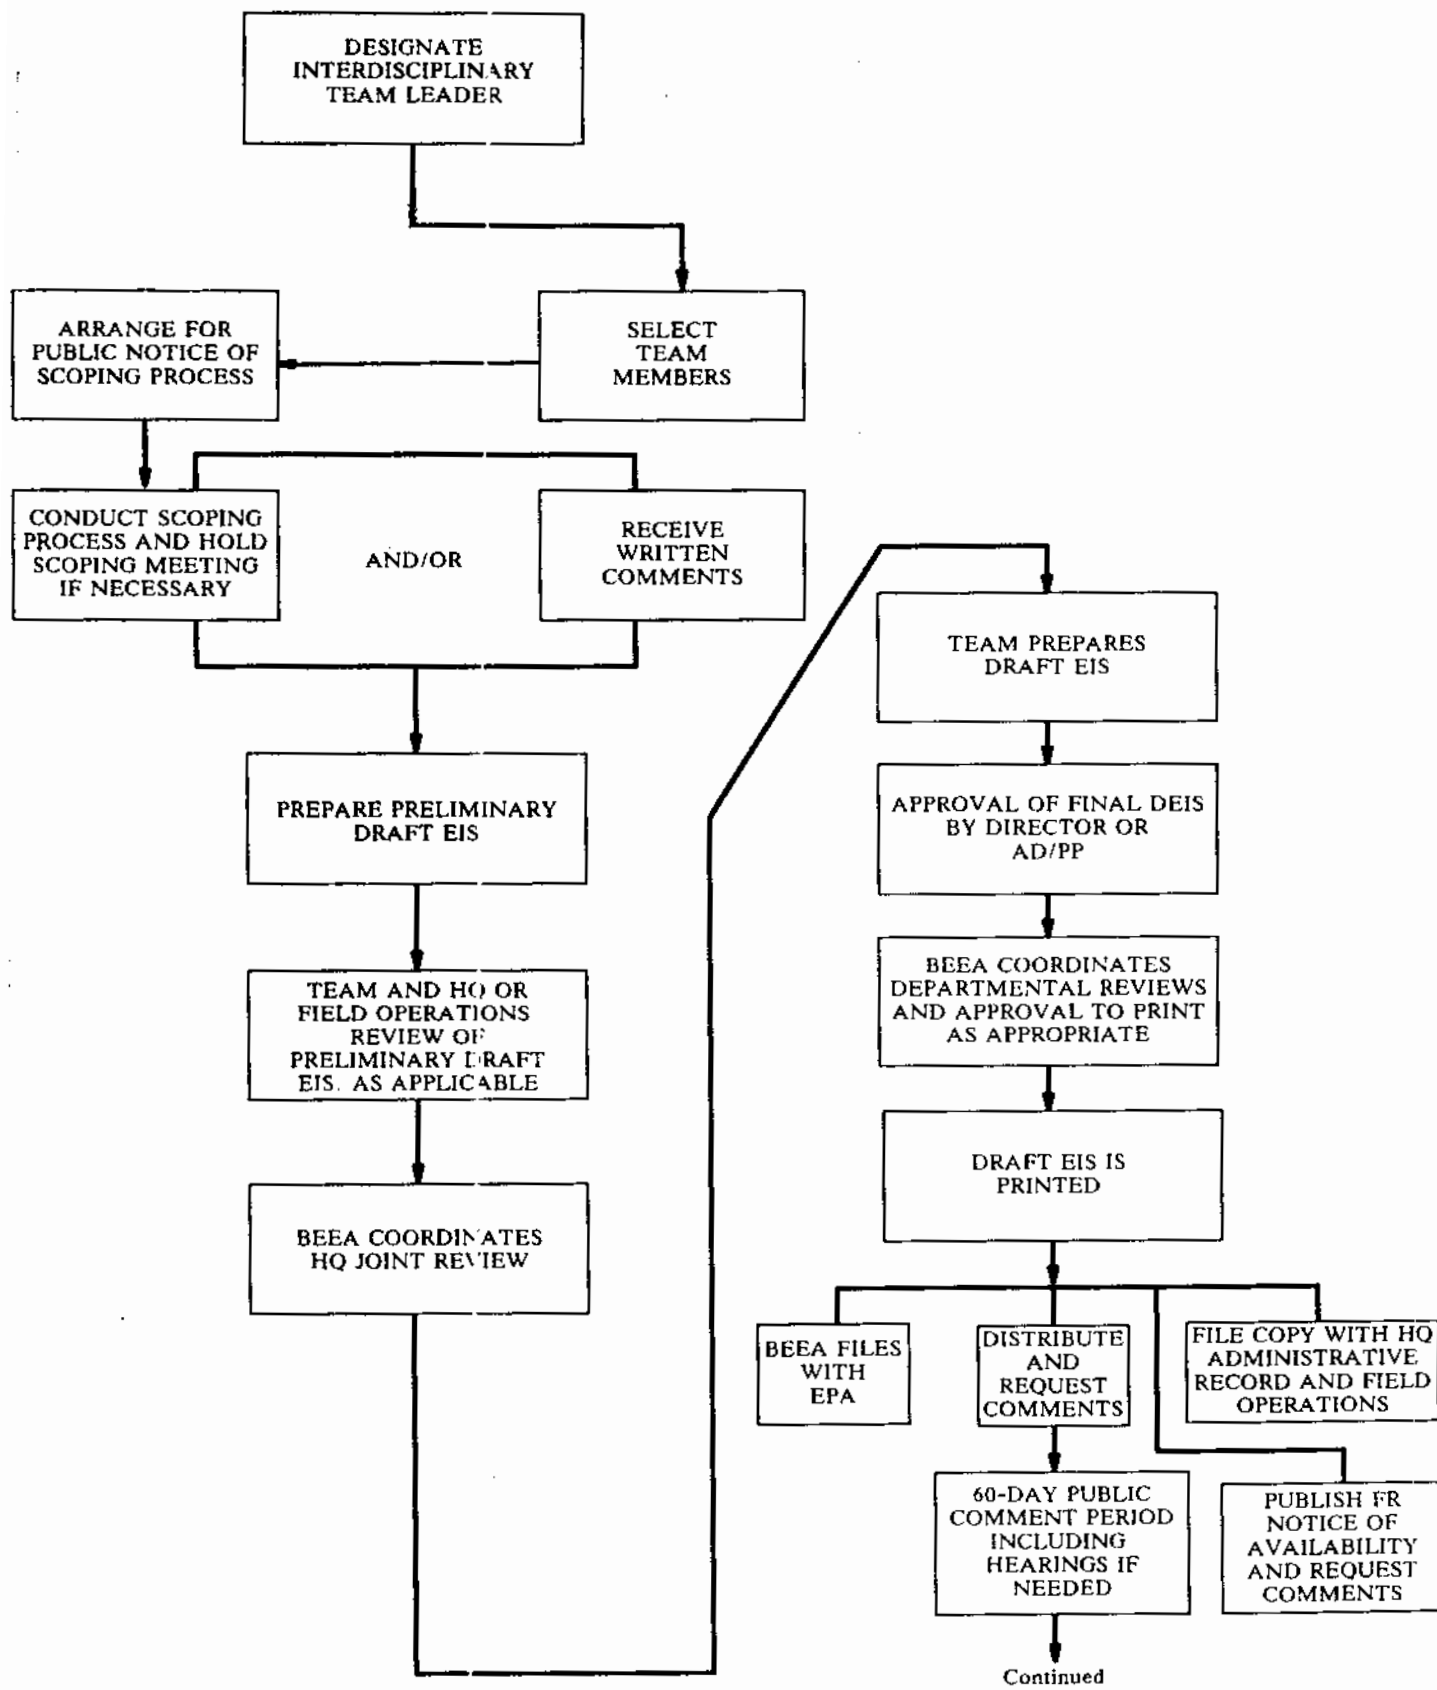 DESIGNATE
INTERDISCIPLINARY
TEAM LEADER
SELECT
TEAM
MEMBERS
ARRANGE FOR
PUBLIC NOTICE OF
SCOPING PROCESS
CONDUCT SCOPING
PROCESS AND HOLD
SCOPING MEETING
IF NECESSARY
AND/OR
RECEIVE
WRITTEN
COMMENTS
PREPARE PRELIMINARY
DRAFT EIS
TEAM AND HQ OR
FIELD OPERATIONS
REVIEW OF
PRELIMINARY DRAFT
EIS. AS APPLICABLE
BEEA COORDINATES
HQ JOINT REVIEW
TEAM PREPARES
DRAFT EIS
APPROVAL OF FINAL DEIS
BY DIRECTOR OR
AD/PP
BEEA COORDINATES
DEPARTMENTAL REVIEWS
AND APPROVAL TO PRINT
AS APPROPRIATE
DRAFT EIS IS
PRINTED
BEEA FILES
WITH
EPA
DISTRIBUTE
AND
REQUEST
COMMENTS
FILE COPY WITH HQ
ADMINISTRATIVE
RECORD AND FIELD
OPERATIONS
60-DAY PUBLIC
COMMENT PERIOD
INCLUDING
HEARINGS IF
NEEDED
PUBLISH FR
NOTICE OF
AVAILABILITY
AND REQUEST
COMMENTS
Continued